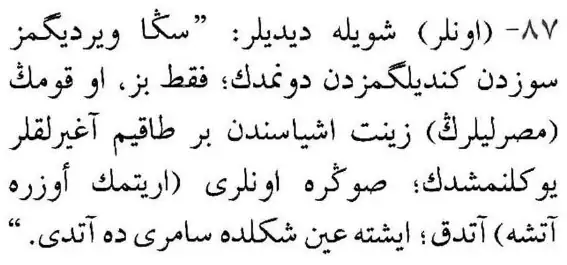 ٨٧- (اونلر) شويله ديديلر: ”سڭا ويرديگمز
سوزدن كنديلگمزدن دونمدك؛ فقط بز، او قومڭ
(مصرليلرڭ) زينت اشياسندن بر طاقيم آغيرلقلر
يوكلنمشدك؛ صوڭره اونلرى (اريتمك أوزره
آتشه) آتدق؛ ايشته عين شكلده سامرى ده آتدى. “